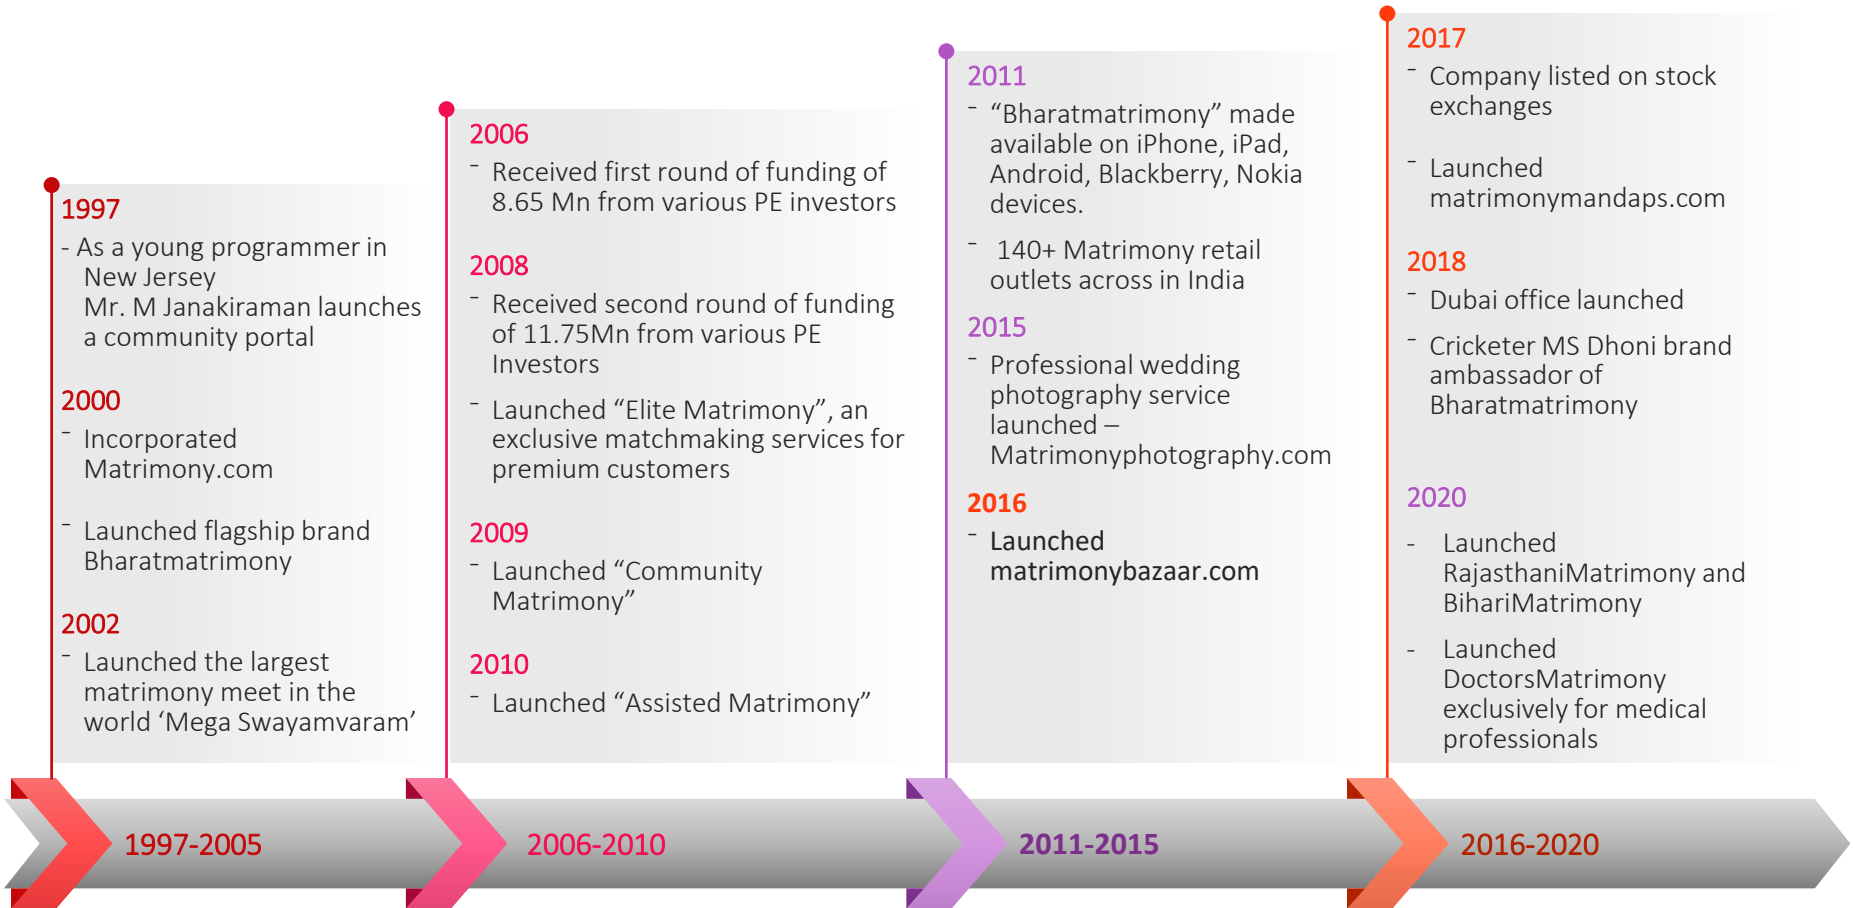 1997
- As a young programmer in
New Jersey
Mr. M Janakiraman launches
a community portal
2000
- Incorporated
Matrimony.com
- Launched flagship brand
Bharatmatrimony
2002
- Launched the largest
matrimony meet in the
world ‘Mega Swayamvaram’
2006
- Received first round of funding of
8.65 Mn from various PE investors
2008
- Received second round of funding
of 11.75Mn from various PE
Investors
- Launched “Elite Matrimony”, an
exclusive matchmaking services for
premium customers
2009
- Launched “Community
Matrimony”
2010
- Launched “Assisted Matrimony”
2011
- “Bharatmatrimony” made
available on iPhone, iPad,
Android, Blackberry, Nokia
devices.
- 140+ Matrimony retail
outlets across in India
2015
- Professional wedding
photography service
launched –
Matrimonyphotography.com
2016
- Launched
matrimonybazaar.com
2017
- Company listed on stock
exchanges
- Launched
matrimonymandaps.com
2018
- Dubai office launched
- Cricketer MS Dhoni brand
ambassador of
Bharatmatrimony
2020
- Launched
RajasthaniMatrimony and
BihariMatrimony
- Launched
DoctorsMatrimony
exclusively for medical
professionals
1997-2005
2006-2010
2011-2015
2016-2020